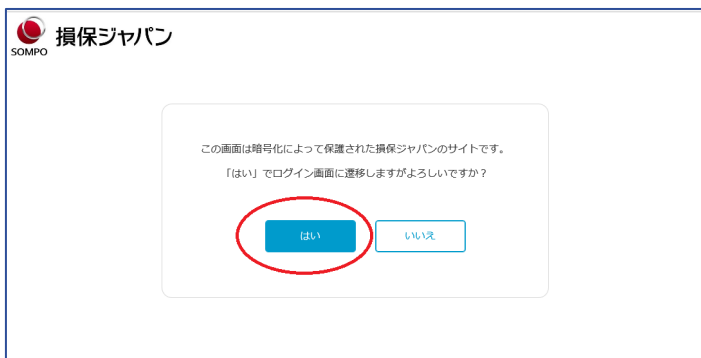 SOMPO 損保ジャパン
この画面は暗号化によって保護された損保ジャパンのサイトです。
「はい」でログイン画面に遷移しますがよろしいですか？
はい いいえ